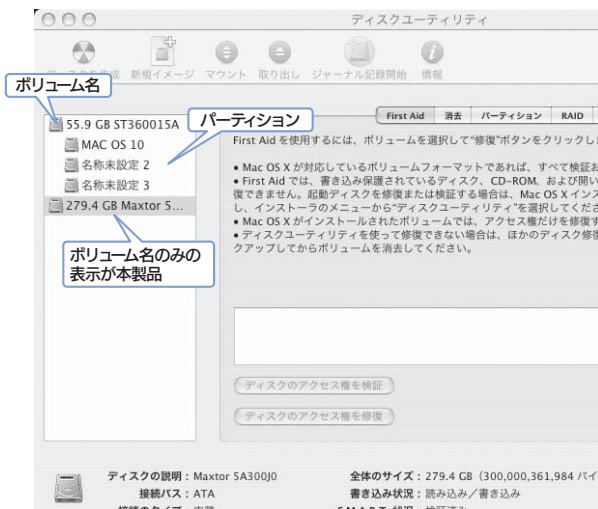 ディスクユーティリティ
新規イメージ マウント 取り出し ジャーナル記録開始 情報
ボリューム名
パーティション
55.9 GB ST360015A
MAC OS 10
名称未設定 2
名称未設定 3
279.4 GB Maxtor 5...
ボリューム名のみの
表示が本製品
First Aid 消去 パーティション RAID
First Aid を使用するには、ボリュームを選択して"修復"ボタンをクリックし
• Mac OS X が対応しているボリュームフォーマットであれば、すべて検証お
• First Aid では、書き込み保護されているディスク、CD-ROM、および開い
復できません。起動ディスクを修復または検証する場合は、Mac OS X インス
し、インストーラのメニューから"ディスクユーティリティ"を選択してくださ
• Mac OS X がインストールされたボリュームでは、アクセス権だけを修復す
• ディスクユーティリティを使って修復できない場合は、ほかのディスク修復
クアップしてからボリュームを消去してください。
ディスクのアクセス権を検証
ディスクのアクセス権を修復
ディスクの説明 : Maxtor 5A300J0
接続バス : ATA
全体のサイズ : 279.4 GB (300,000,361,984 バイ
書き込み状況 : 読み込み／書き込み